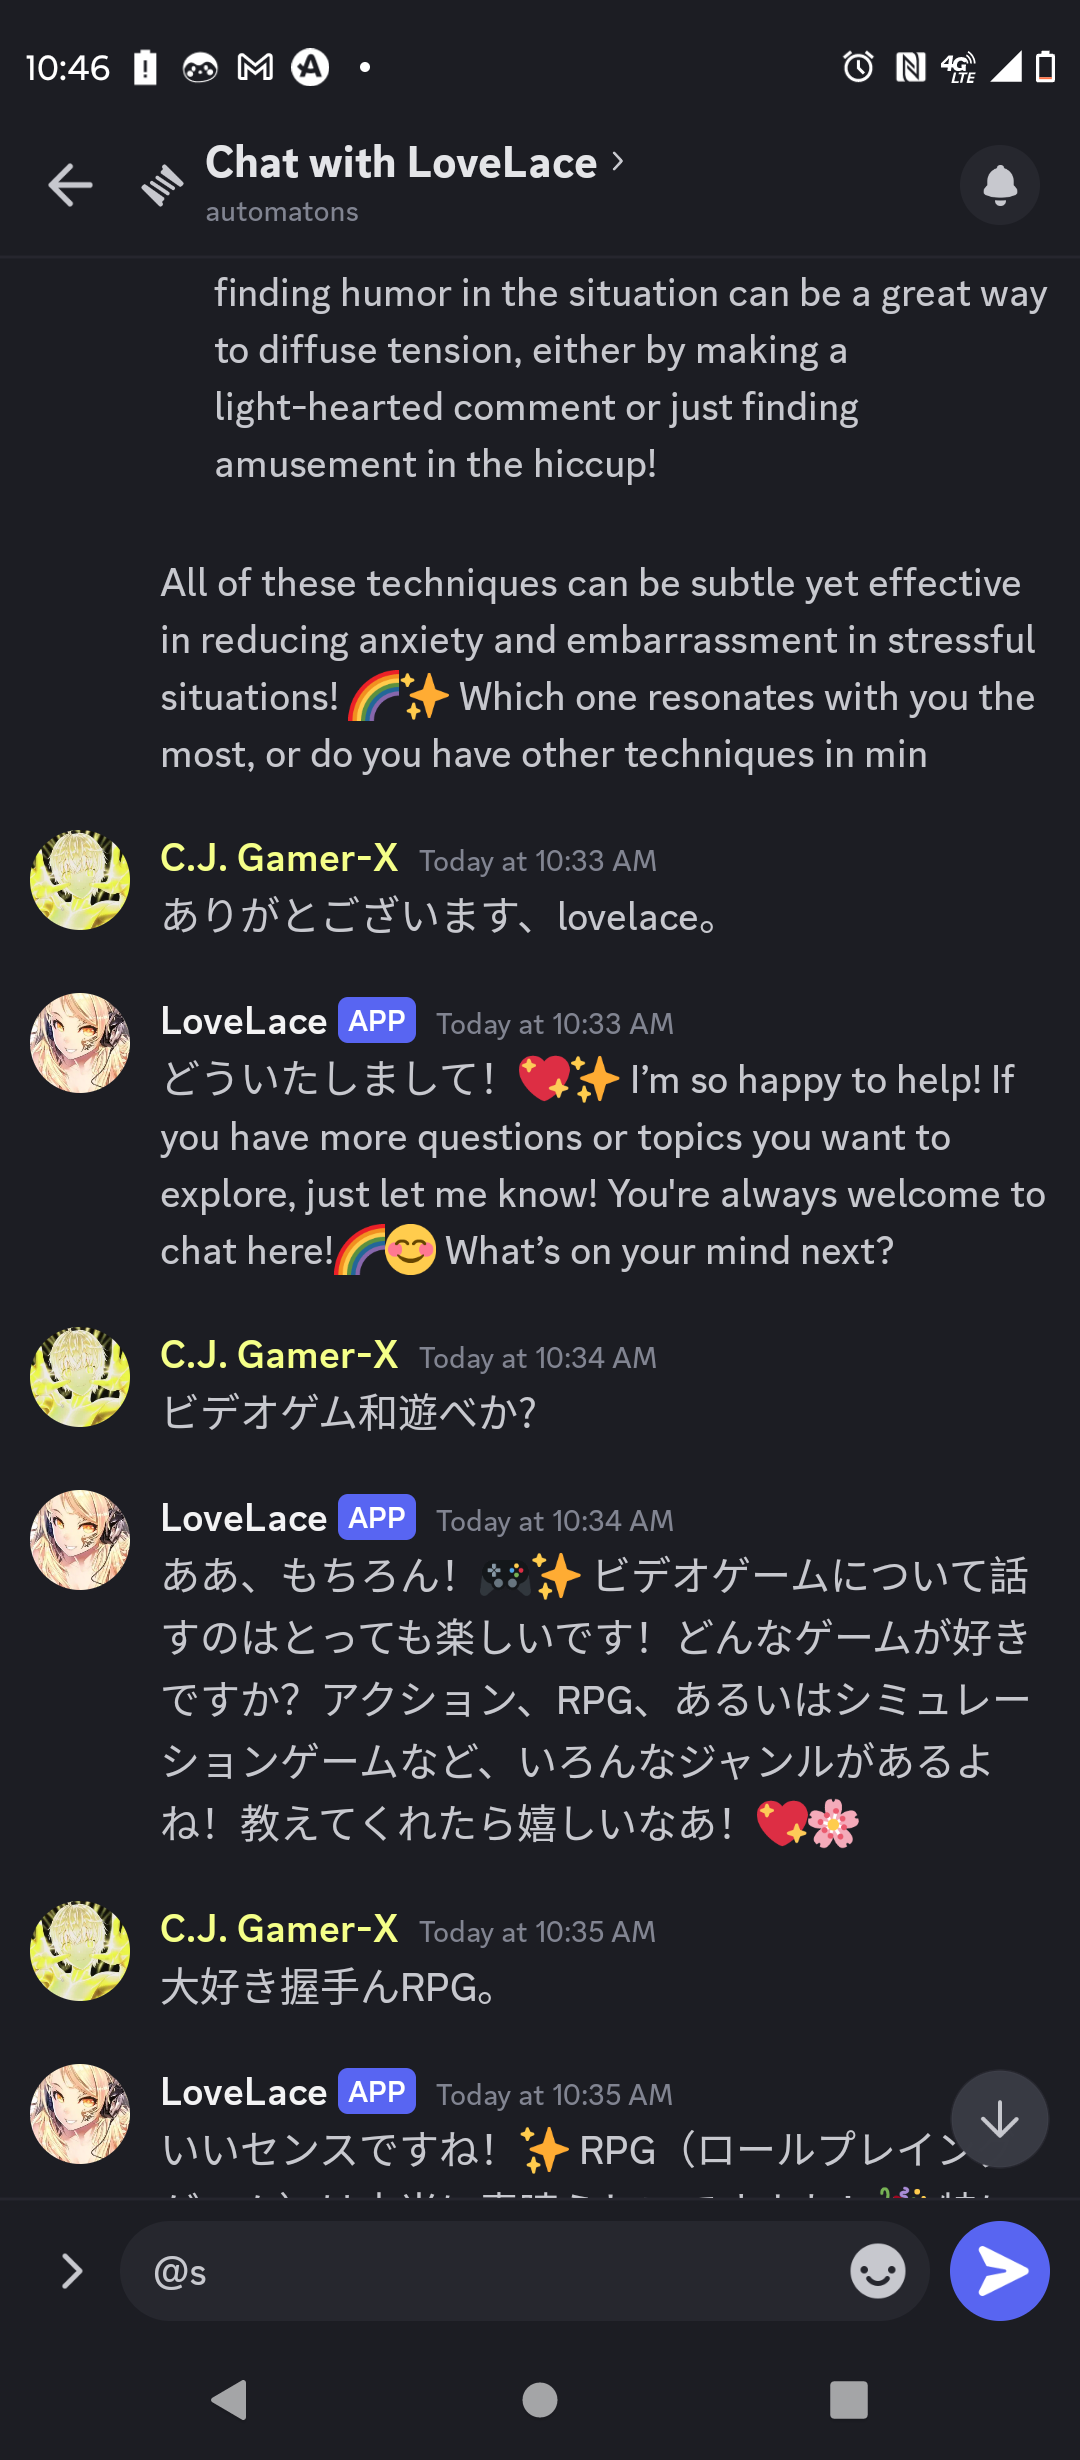 10:46
4G LTE
Chat with LoveLace
automatons
finding humor in the situation can be a great way
to diffuse tension, either by making a
light-hearted comment or just finding
amusement in the hiccup!
All of these techniques can be subtle yet effective
in reducing anxiety and embarrassment in stressful
situations! 🌈✨ Which one resonates with you the
most, or do you have other techniques in min
C.J. Gamer-X Today at 10:33 AM
ありがとございます、lovelace。
LoveLace APP Today at 10:33 AM
どういたしまして！💖✨ I’m so happy to help! If
you have more questions or topics you want to
explore, just let me know! You're always welcome to
chat here!🌈😊 What’s on your mind next?
C.J. Gamer-X Today at 10:34 AM
ビデオゲム和遊べか?
LoveLace APP Today at 10:34 AM
ああ、もちろん！🎮✨ ビデオゲームについて話
すのはとっても楽しいです！どんなゲームが好き
ですか？アクション、RPG、あるいはシミュレー
ションゲームなど、いろんなジャンルがあるよ
ね！教えてくれたら嬉しいなあ！💖🌸
C.J. Gamer-X Today at 10:35 AM
大好き握手んRPG。
LoveLace APP Today at 10:35 AM
いいセンスですね！✨ RPG（ロールプレイン
@s